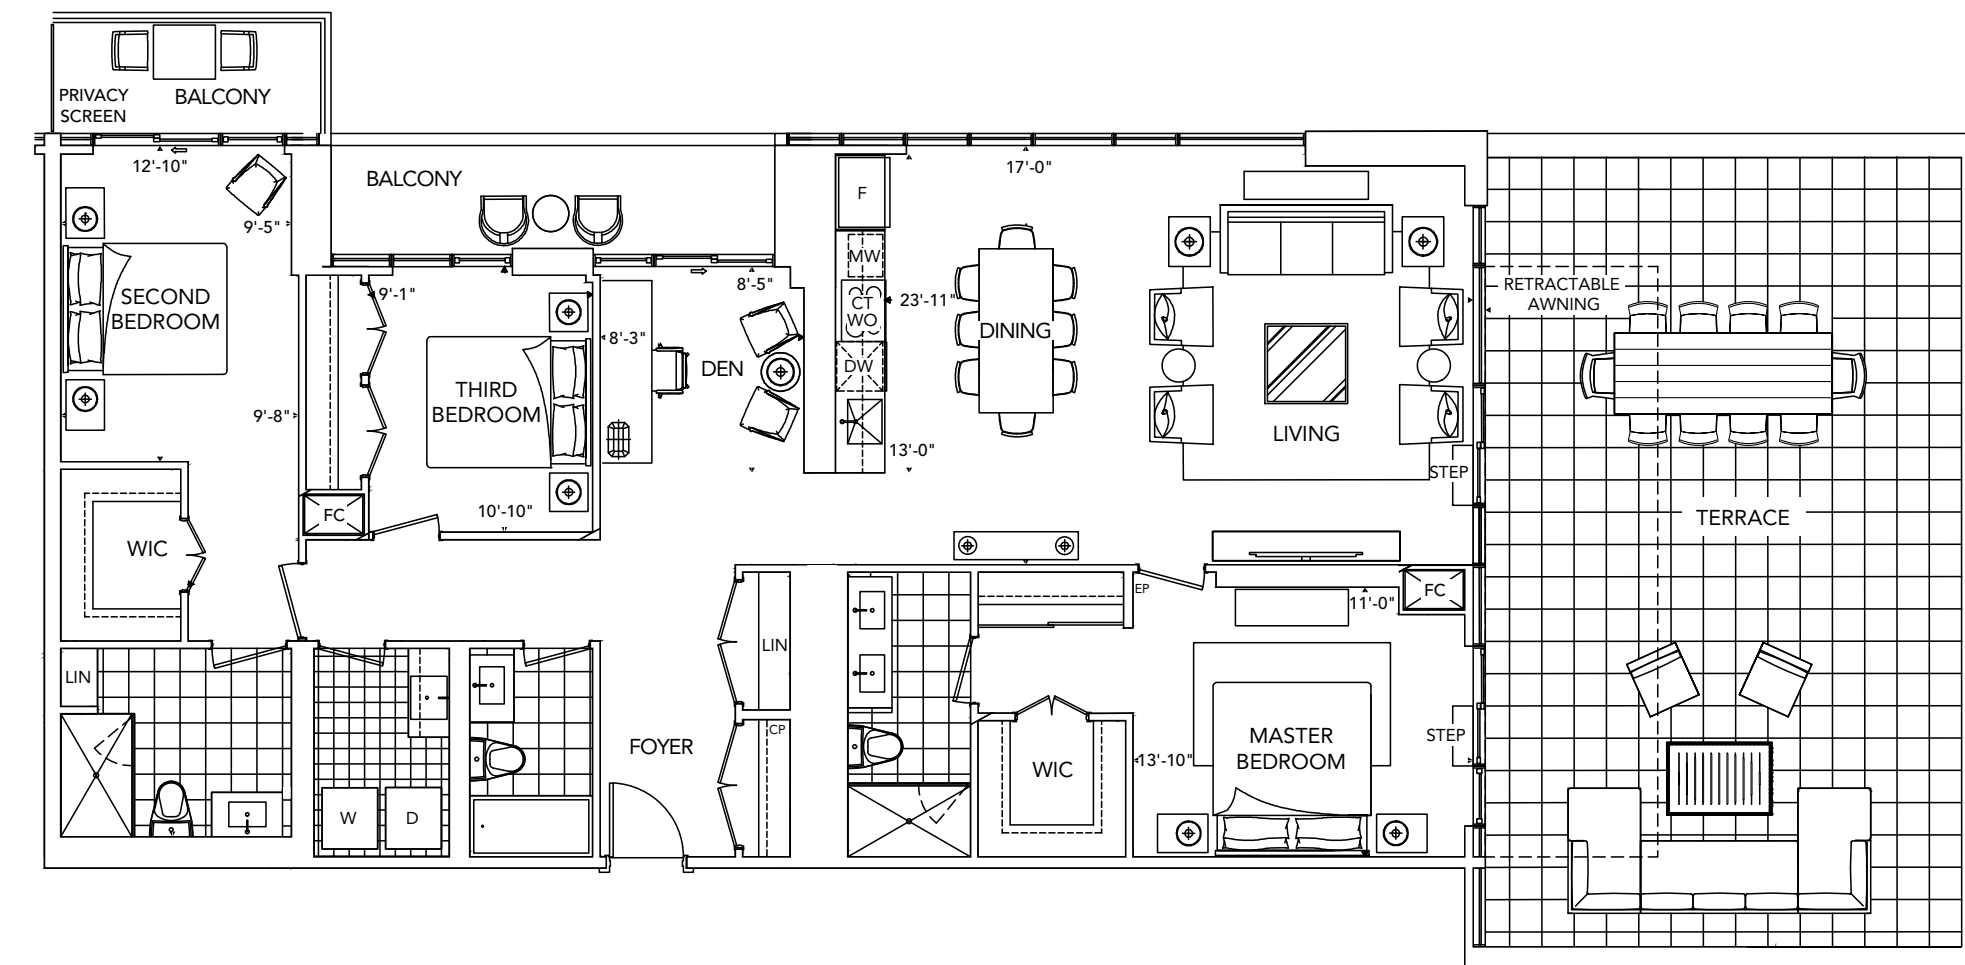 PRIVACY
SCREEN
BALCONY
12'-10"
9'-5"
SECOND
BEDROOM
9'-8"
WIC
LIN
BALCONY
9'-1"
THIRD
BEDROOM
10'-10"
FC
8'-5"
8'-3"
DEN
F
MW
CT
WO
DW
23'-11"
13'-0"
17'-0"
DINING
LIVING
STEP
RETRACTABLE
AWNING
TERRACE
W
D
FOYER
LIN
CP
EP
WIC
11'-0"
FC
MASTER
BEDROOM
13'-10"
STEP